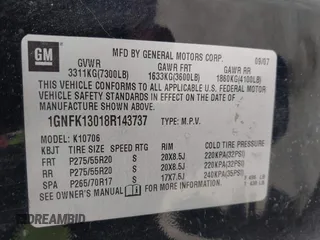 GM
MFD BY GENERAL MOTORS CORP. 09/07
GVWR GAWR FRT GAWR RR
3311KG(7300LB) 1633KG(3600LB) 1860KG(4100LB)
THIS VEHICLE CONFORMS TO ALL APPLICABLE U.S. FEDERAL MOTOR
VEHICLE SAFETY AND THEFT PREVENTION STANDARDS IN EFFECT ON
THE DATE OF MANUFACTURE SHOWN ABOVE.
1GNFK13018R143737 TYPE: M.P.V.
MODEL: K10706
KBJT TIRE SIZE SPEED RTG RIM COLD TIRE PRESSURE
FRT P275/55R20 S 20X8.5J 220KPA(32PSI)
RR P275/55R20 S 20X8.5J 220KPA(32PSI)
SPA P265/70R17 S 17X7.5J 240KPA(35PSI)
SEE OWNER'S MANUAL
DREAMBID